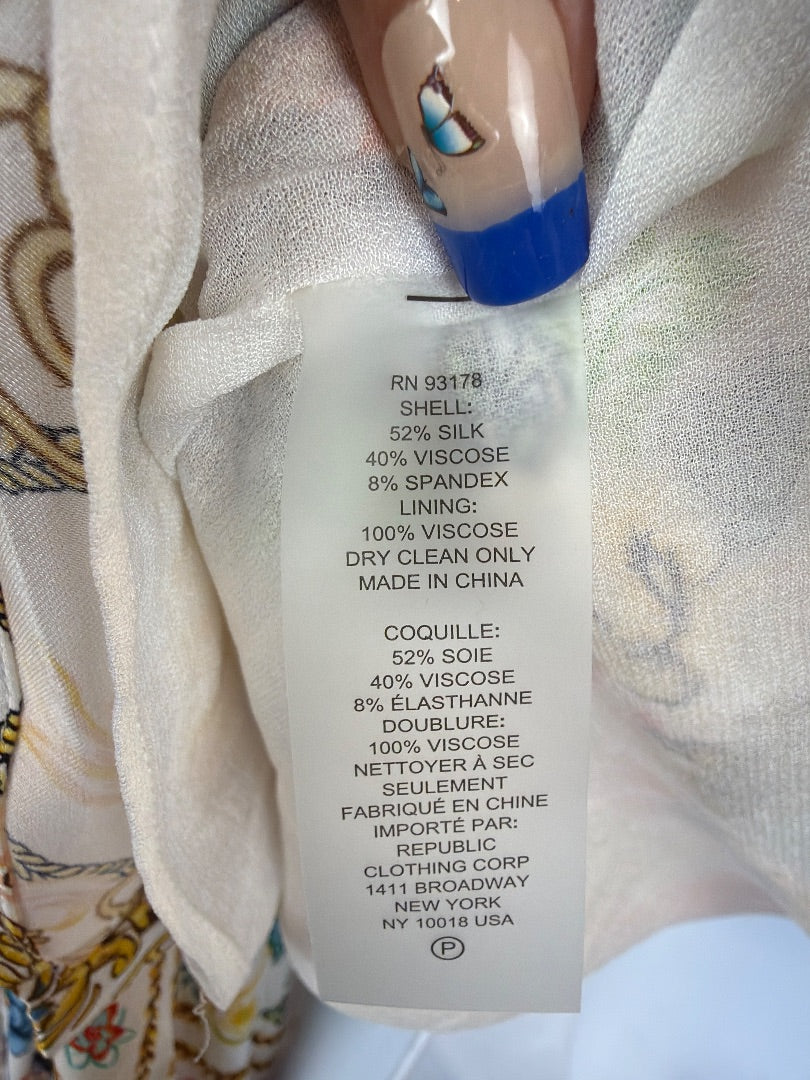 RN 93178
SHELL:
52% SILK
40% VISCOSE
8% SPANDEX
LINING:
100% VISCOSE
DRY CLEAN ONLY
MADE IN CHINA
COQUILLE:
52% SOIE
40% VISCOSE
8% ÉLASTHANNE
DOUBLURE:
100% VISCOSE
NETTOYER À SEC
SEULEMENT
FABRIQUÉ EN CHINE
IMPORTÉ PAR:
REPUBLIC
CLOTHING CORP
1411 BROADWAY
NEW YORK
NY 10018 USA
P